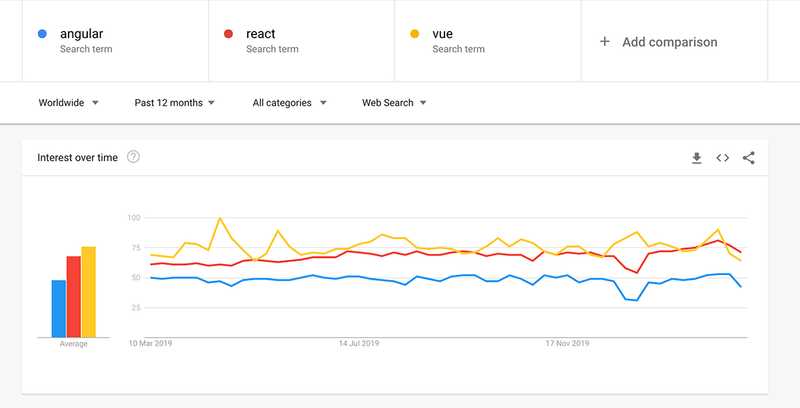 angular
Search term
react
Search term
vue
Search term
+ Add comparison
Worldwide
Past 12 months
All categories
Web Search
Interest over time
?
100
75
50
25
Average
10 Mar 2019
14 Jul 2019
17 Nov 2019